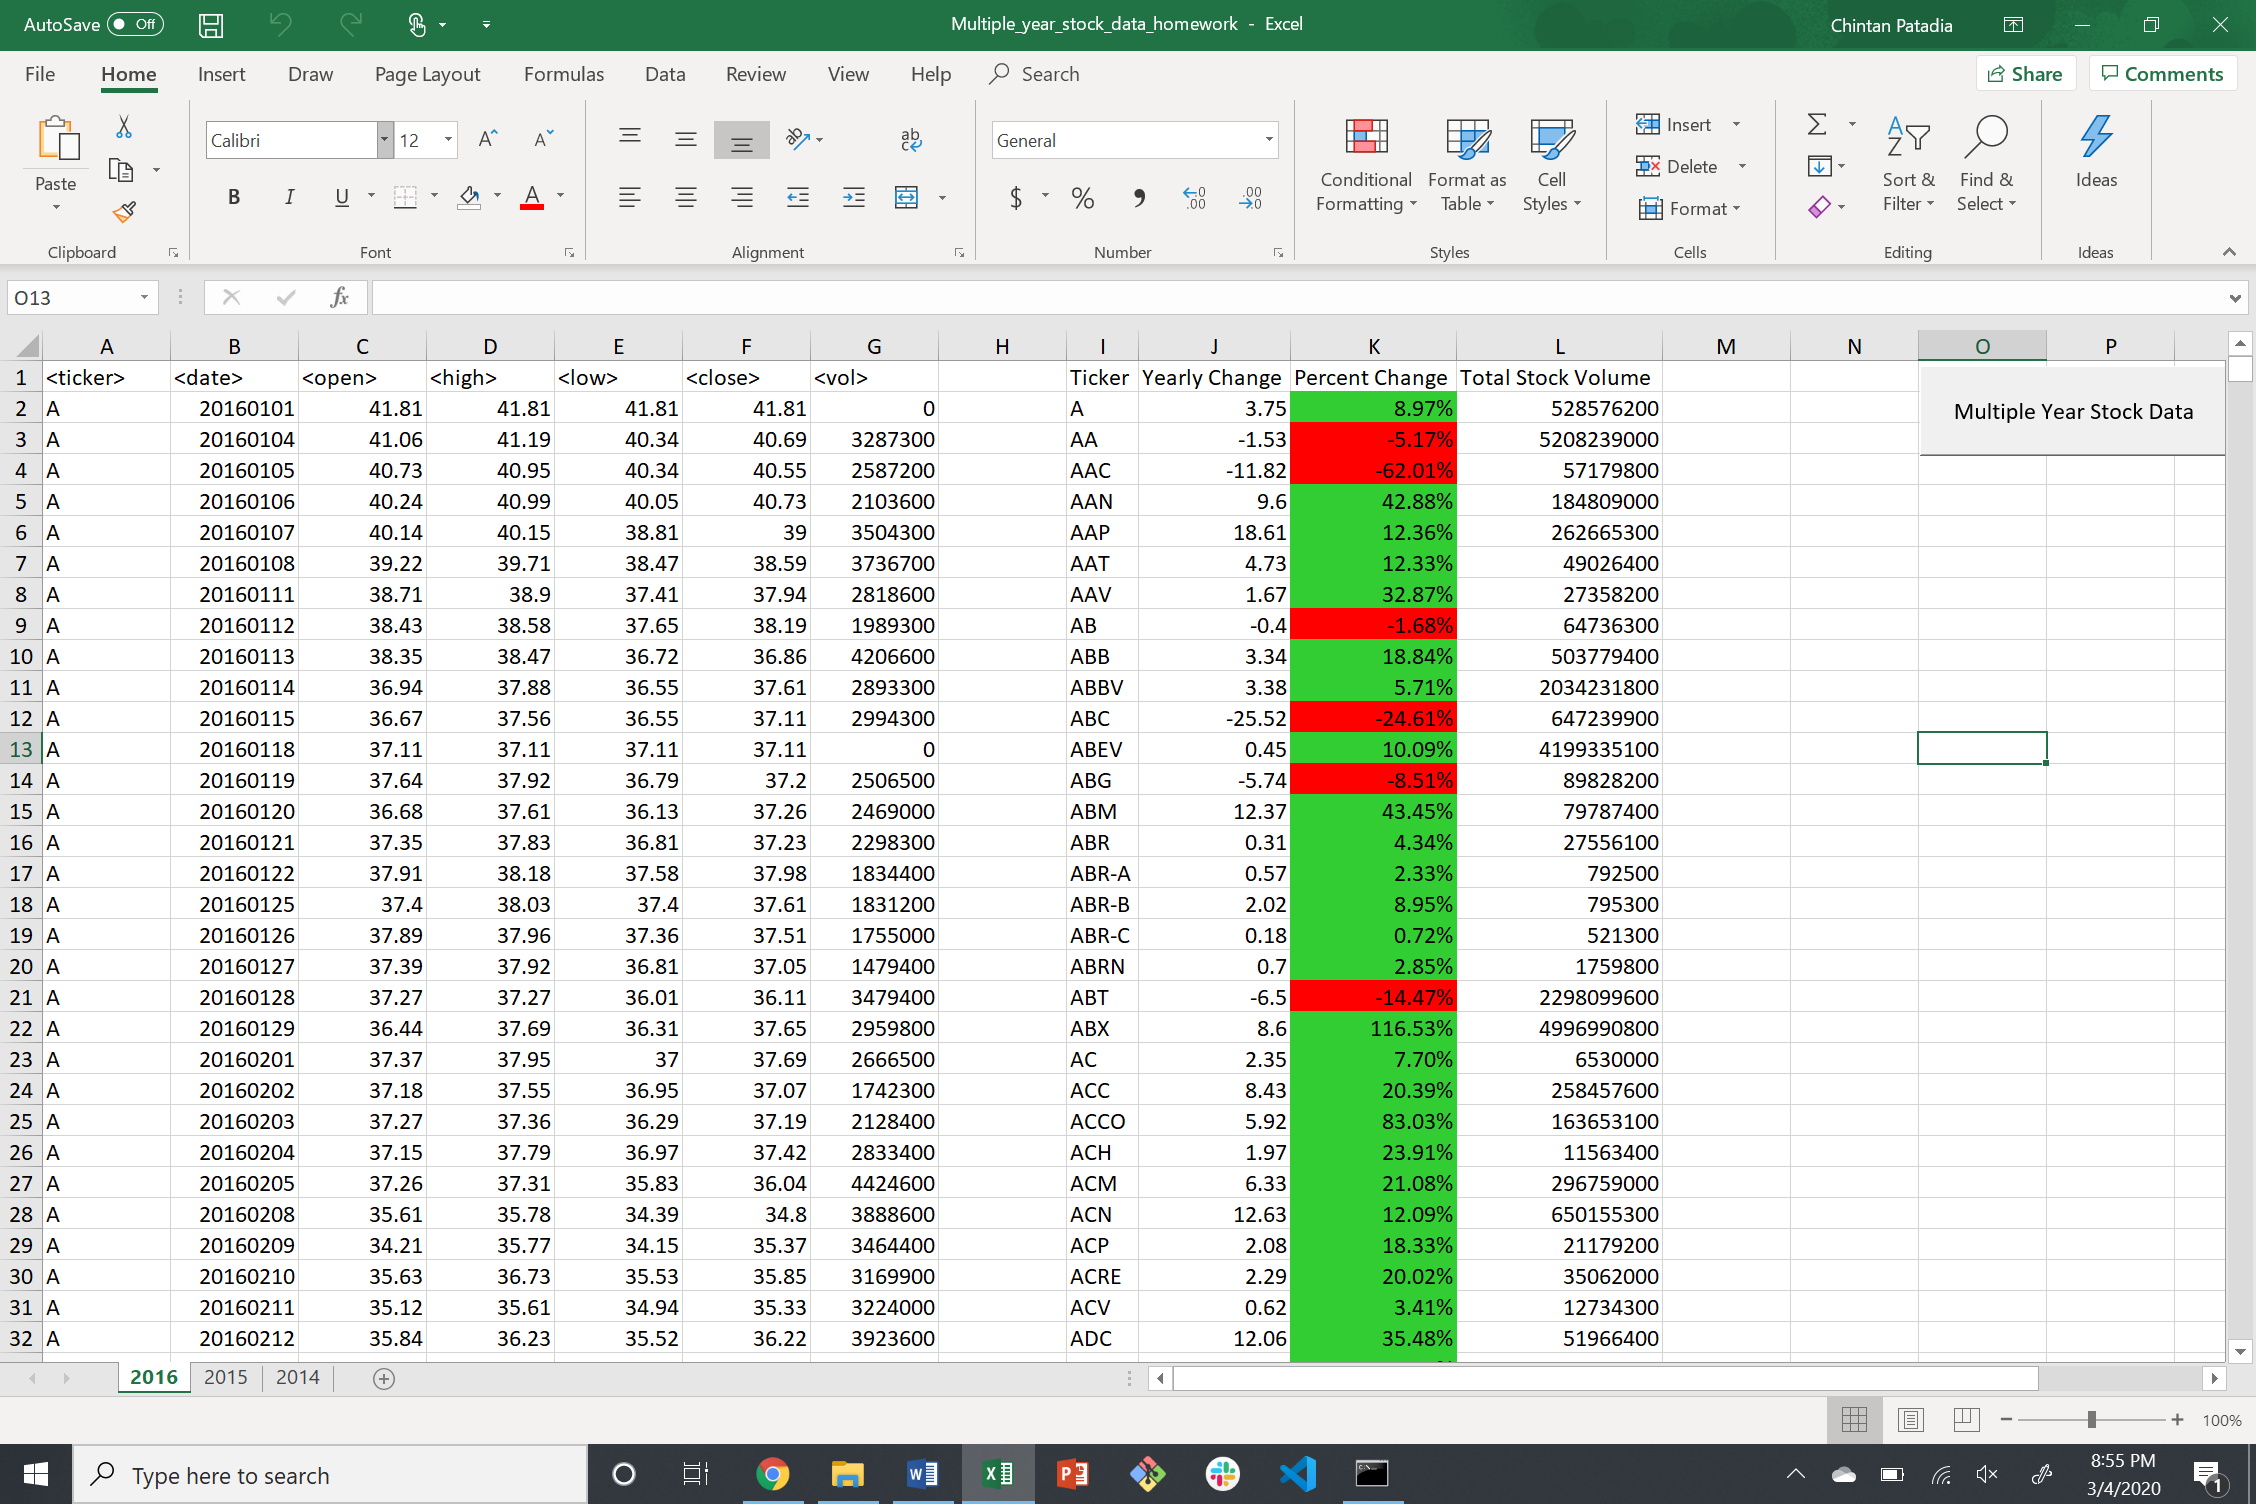 AutoSave Off Multiple_year_stock_data_homework - Excel Chintan Patadia
File Home Insert Draw Page Layout Formulas Data Review View Help Search Share Comments
Calibri 12 General Insert
Paste Conditional Formatting Format as Table Cell Styles Delete Sort & Filter Find & Select Ideas
B I U A $ % Format
Clipboard Font Alignment Number Styles Cells Editing Ideas
O13 fx
A B C D E F G H I J K L M N O P
1 <ticker> <date> <open> <high> <low> <close> <vol> Ticker Yearly Change Percent Change Total Stock Volume
2 A 20160101 41.81 41.81 41.81 41.81 0 A 3.75 8.97% 528576200 Multiple Year Stock Data
3 A 20160104 41.06 41.19 40.34 40.69 3287300 AA -1.53 -5.17% 5208239000
4 A 20160105 40.73 40.95 40.34 40.55 2587200 AAC -11.82 -62.01% 57179800
5 A 20160106 40.24 40.99 40.05 40.73 2103600 AAN 9.6 42.88% 184809000
6 A 20160107 40.14 40.15 38.81 39 3504300 AAP 18.61 12.36% 262665300
7 A 20160108 39.22 39.71 38.47 38.59 3736700 AAT 4.73 12.33% 49026400
8 A 20160111 38.71 38.9 37.41 37.94 2818600 AAV 1.67 32.87% 27358200
9 A 20160112 38.43 38.58 37.65 38.19 1989300 AB -0.4 -1.68% 64736300
10 A 20160113 38.35 38.47 36.72 36.86 4206600 ABB 3.34 18.84% 503779400
11 A 20160114 36.94 37.88 36.55 37.61 2893300 ABBV 3.38 5.71% 2034231800
12 A 20160115 36.67 37.56 36.55 37.11 2994300 ABC -25.52 -24.61% 647239900
13 A 20160118 37.11 37.11 37.11 37.11 0 ABEV 0.45 10.09% 4199335100
14 A 20160119 37.64 37.92 36.79 37.2 2506500 ABG -5.74 -8.51% 89828200
15 A 20160120 36.68 37.61 36.13 37.26 2469000 ABM 12.37 43.45% 79787400
16 A 20160121 37.35 37.83 36.81 37.23 2298300 ABR 0.31 4.34% 27556100
17 A 20160122 37.91 38.18 37.58 37.98 1834400 ABR-A 0.57 2.33% 792500
18 A 20160125 37.4 38.03 37.4 37.61 1831200 ABR-B 2.02 8.95% 795300
19 A 20160126 37.89 37.96 37.36 37.51 1755000 ABR-C 0.18 0.72% 521300
20 A 20160127 37.39 37.92 36.81 37.05 1479400 ABRN 0.7 2.85% 1759800
21 A 20160128 37.27 37.27 36.01 36.11 3479400 ABT -6.5 -14.47% 2298099600
22 A 20160129 36.44 37.69 36.31 37.65 2959800 ABX 8.6 116.53% 4996990800
23 A 20160201 37.37 37.95 37 37.69 2666500 AC 2.35 7.70% 6530000
24 A 20160202 37.18 37.55 36.95 37.07 1742300 ACC 8.43 20.39% 258457600
25 A 20160203 37.27 37.36 36.29 37.19 2128400 ACCO 5.92 83.03% 163653100
26 A 20160204 37.15 37.79 36.97 37.42 2833400 ACH 1.97 23.91% 11563400
27 A 20160205 37.26 37.31 35.83 36.04 4424600 ACM 6.33 21.08% 296759000
28 A 20160208 35.61 35.78 34.39 34.8 3888600 ACN 12.63 12.09% 650155300
29 A 20160209 34.21 35.77 34.15 35.37 3464400 ACP 2.08 18.33% 21179200
30 A 20160210 35.63 36.73 35.53 35.85 3169900 ACRE 2.29 20.02% 35062000
31 A 20160211 35.12 35.61 34.94 35.33 3224000 ACV 0.62 3.41% 12734300
32 A 20160212 35.84 36.23 35.52 36.22 3923600 ADC 12.06 35.48% 51966400
2016 2015 2014
100%
Type here to search 8:55 PM
3/4/2020 1